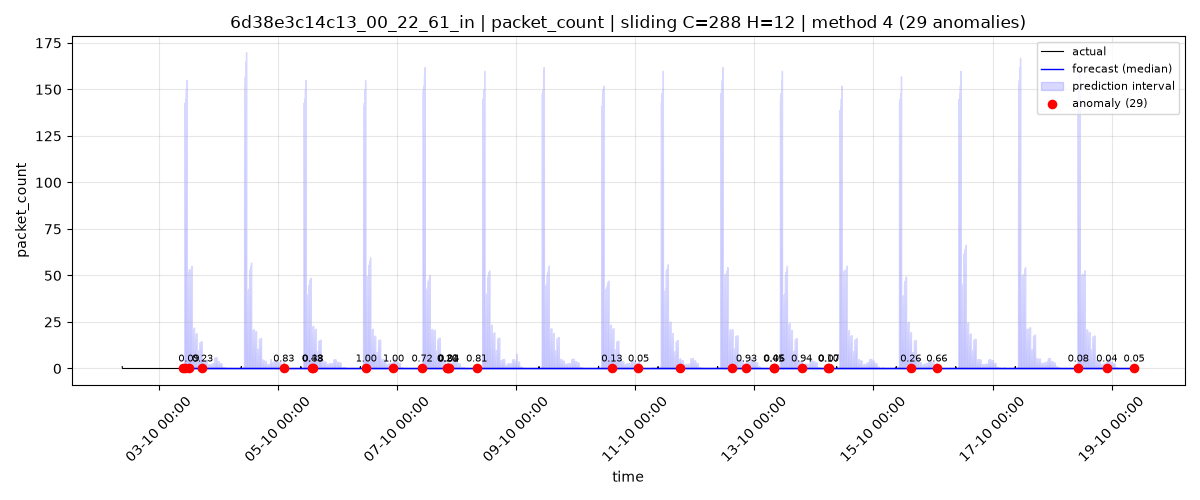 6d38e3c14c13_00_22_61_in | packet_count | sliding C=288 H=12 | method 4 (29 anomalies)
actual
forecast (median)
prediction interval
anomaly (29)
packet_count
175
150
125
100
75
50
25
0
0.23 0.83 1.00 1.00 0.72 0.81 0.13 0.05 0.93 0.94 0.26 0.66 0.08 0.04 0.05
03-10 00:00
05-10 00:00
07-10 00:00
09-10 00:00
11-10 00:00
13-10 00:00
15-10 00:00
17-10 00:00
19-10 00:00
time